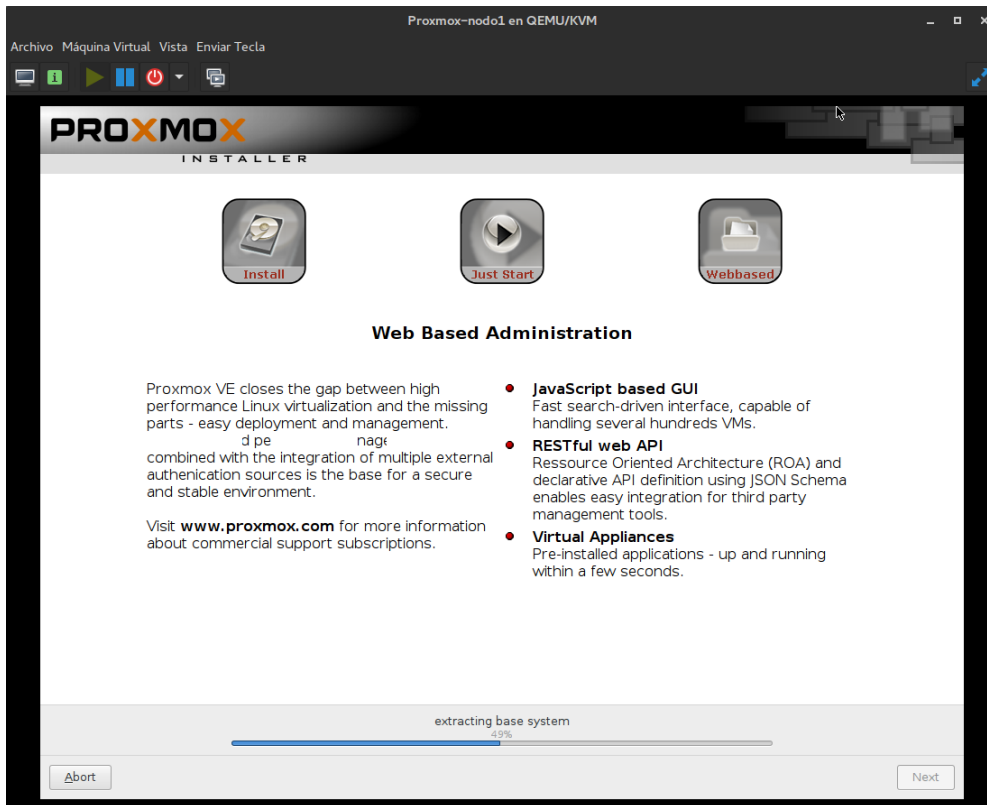 Proxmox-nodo1 en QEMU/KVM
Archivo Máquina Virtual Vista Enviar Tecla
PROXMOX
INSTALLER
Install
Just Start
Webbased
Web Based Administration
Proxmox VE closes the gap between high
performance Linux virtualization and the missing
parts - easy deployment and management.
combined with the integration of multiple external
authenication sources is the base for a secure
and stable environment.
Visit www.proxmox.com for more information
about commercial support subscriptions.
JavaScript based GUI
Fast search-driven interface, capable of
handling several hundreds VMs.
RESTful web API
Ressource Oriented Architecture (ROA) and
declarative API definition using JSON Schema
enables easy integration for third party
management tools.
Virtual Appliances
Pre-installed applications - up and running
within a few seconds.
extracting base system
49%
Abort
Next